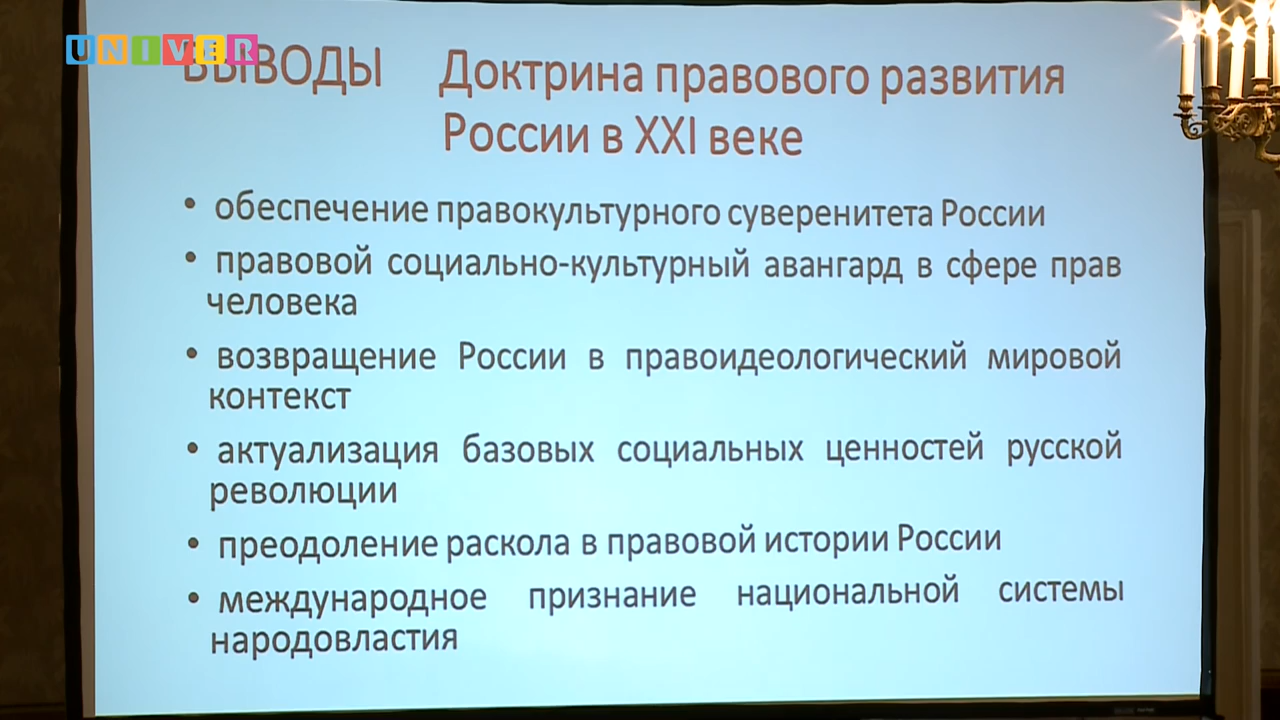 UNIVER
ВЫВОДЫ Доктрина правового развития
России в XXI веке
• обеспечение правокультурного суверенитета России
• правовой социально-культурный авангард в сфере прав
человека
• возвращение России в правоидеологический мировой
контекст
• актуализация базовых социальных ценностей русской
революции
• преодоление раскола в правовой истории России
• международное признание национальной системы
народовластия